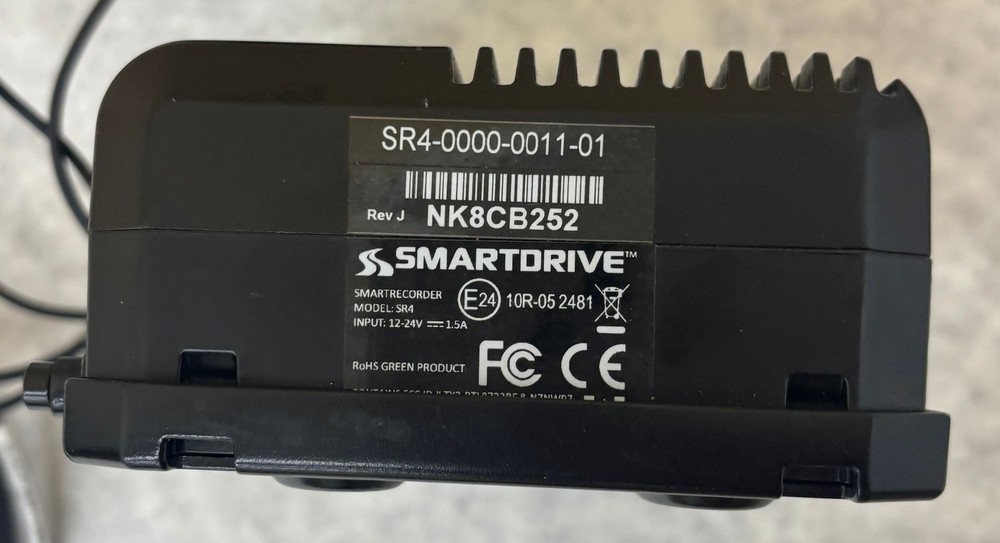 SR4-0000-0011-01
Rev J NK8CB252
SMARTDRIVE™
SMARTRECORDER
MODEL: SR4
INPUT: 12-24V ⎓ 1.5A
E24 10R-05 2481
RoHS GREEN PRODUCT
FC CE